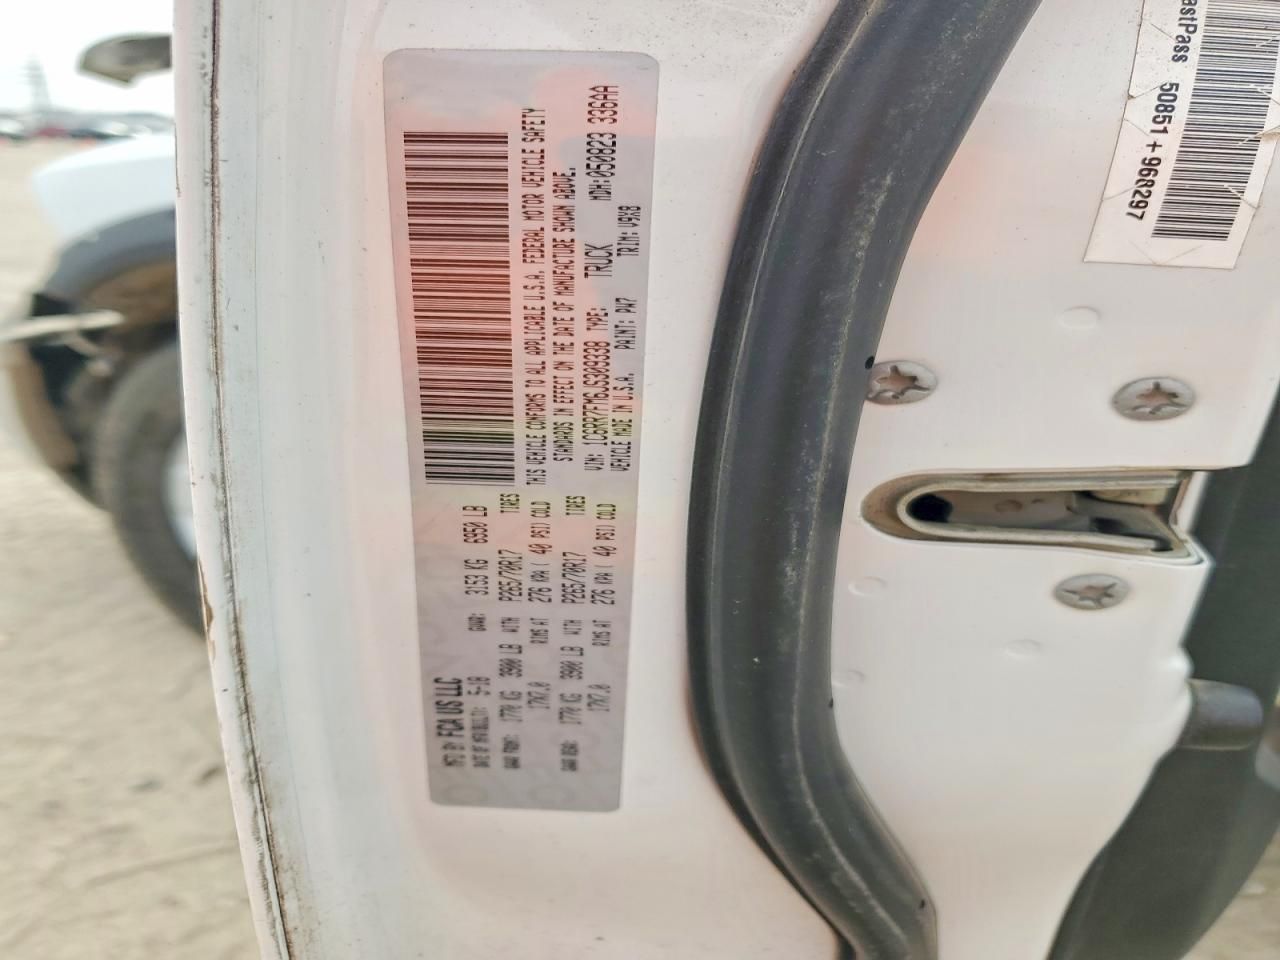 MFD BY: FCA US LLC
DATE OF MFR(BUILT): 5-18 GVWR: 3153 KG 6950 LB
GAWR FRONT: 1770 KG 3900 LB WITH P265/70R17 TIRES
17X7.0 RIMS AT 276 KPA ( 40 PSI) COLD
GAWR REAR: 1770 KG 3900 LB WITH P265/70R17 TIRES
17X7.0 RIMS AT 276 KPA ( 40 PSI) COLD
THIS VEHICLE CONFORMS TO ALL APPLICABLE U.S.A. FEDERAL MOTOR VEHICLE SAFETY
STANDARDS IN EFFECT ON THE DATE OF MANUFACTURE SHOWN ABOVE.
VIN: 1C6RR7FM6JS309338 TYPE: TRUCK MDH:050823 336AA
VEHICLE MADE IN U.S.A. PAINT: PW7 TRIM: V9X8
astPass 50851+968297